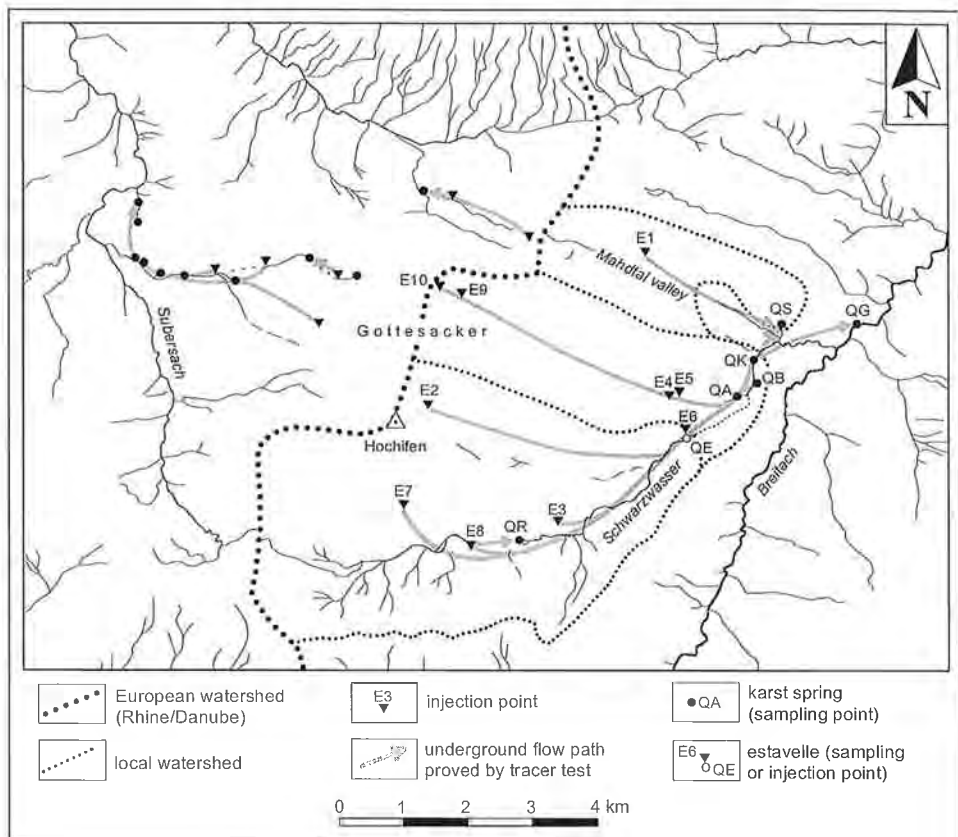 N
E1
Mahdtal valley
E10
E9
QS
QG
Gottesacker
QK
Subersach
E4
E5
QA
QB
E2
E6
Hochifen
QE
Schwarzwasser
Breitach
E7
E3
E8
QR
European watershed
(Rhine/Danube)
local watershed
E3
injection point
underground flow path
proved by tracer test
QA
karst spring
(sampling point)
E6
QE
estavelle (sampling
or injection point)
0 1 2 3 4 km